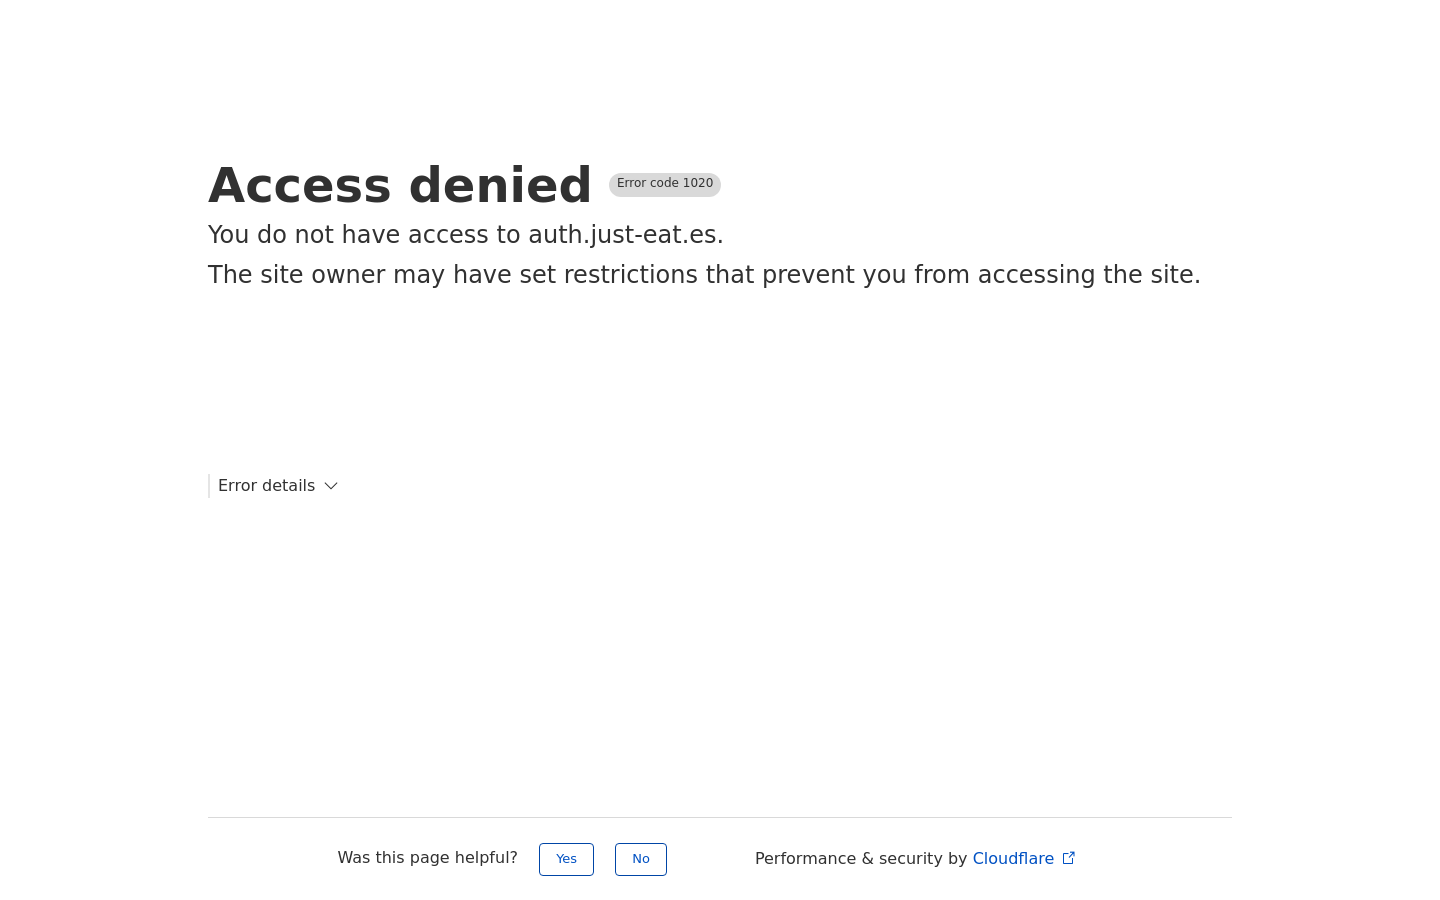 Access denied Error code 1020
You do not have access to auth.just-eat.es.
The site owner may have set restrictions that prevent you from accessing the site.
Error details
Was this page helpful? Yes No Performance & security by Cloudflare